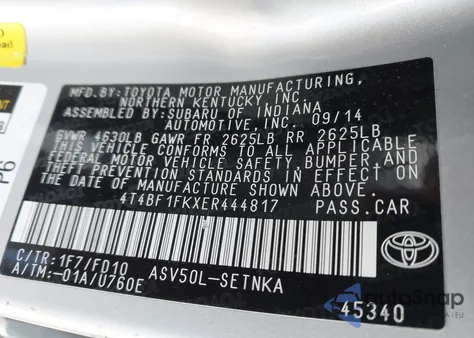 MFD.BY: TOYOTA MOTOR MANUFACTURING,
NORTHERN KENTUCKY INC.
ASSEMBLED BY: SUBARU OF INDIANA
AUTOMOTIVE, INC. 09/14
GVWR 4630LB GAWR FR 2625LB RR 2625LB
THIS VEHICLE CONFORMS TO ALL APPLICABLE
FEDERAL MOTOR VEHICLE SAFETY, BUMPER, AND
THEFT PREVENTION STANDARDS IN EFFECT ON
THE DATE OF MANUFACTURE SHOWN ABOVE.
4T4BF1FKXER444817 PASS.CAR
C/TR: 1F7/FD10
A/TM: -01A/U760E ASV50L-SETNKA
TOYOTA
45340
P6
autoSnap